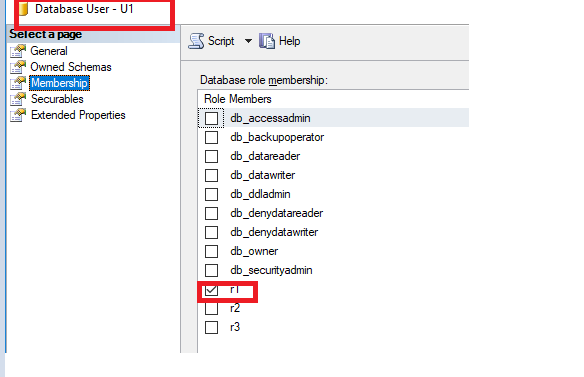 Database User - U1
Select a page
General
Owned Schemas
Membership
Securables
Extended Properties
Script
Help
Database role membership:
Role Members
db_accessadmin
db_backupoperator
db_datareader
db_datawriter
db_ddladmin
db_denydatareader
db_denydatawriter
db_owner
db_securityadmin
r1
r2
r3